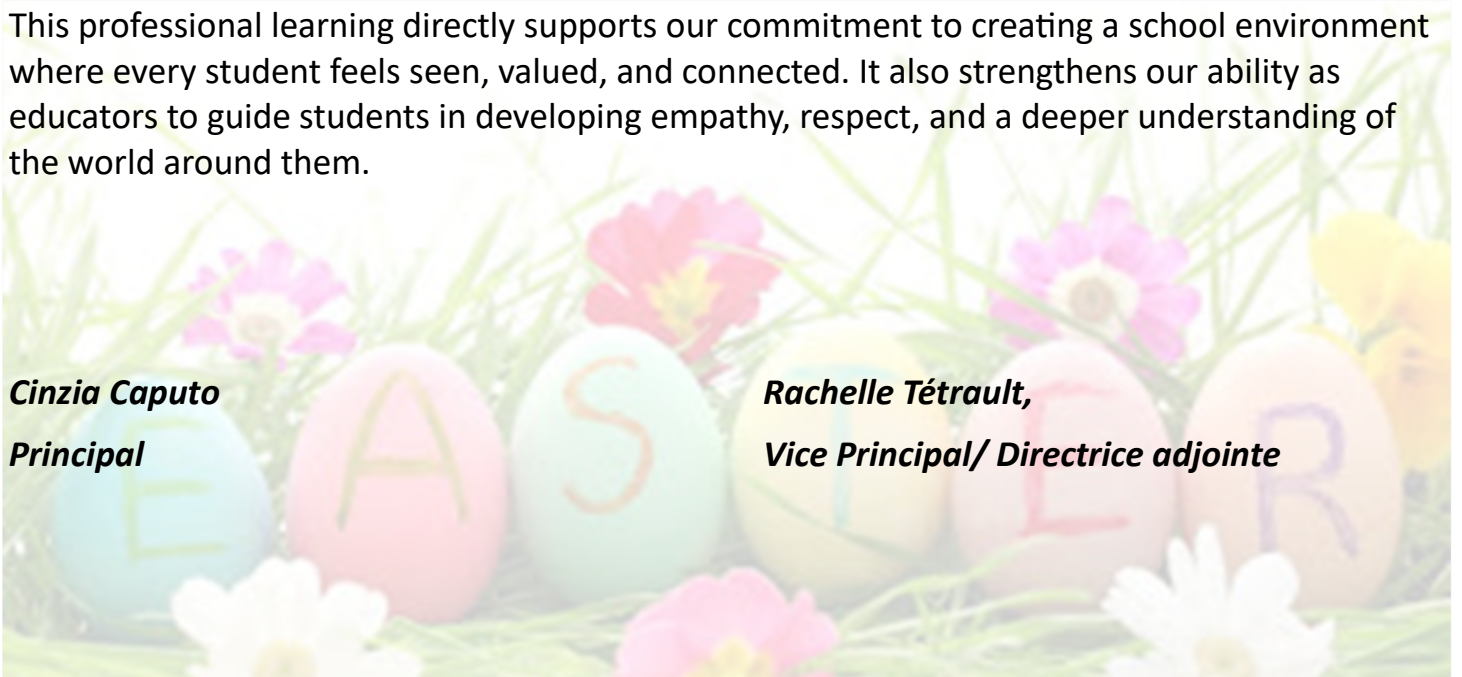 This professional learning directly supports our commitment to creating a school environment
where every student feels seen, valued, and connected. It also strengthens our ability as
educators to guide students in developing empathy, respect, and a deeper understanding of
the world around them.
Cinzia Caputo
Rachelle Tétrault,
Principal
Vice Principal/ Directrice adjointe
E A S T E R